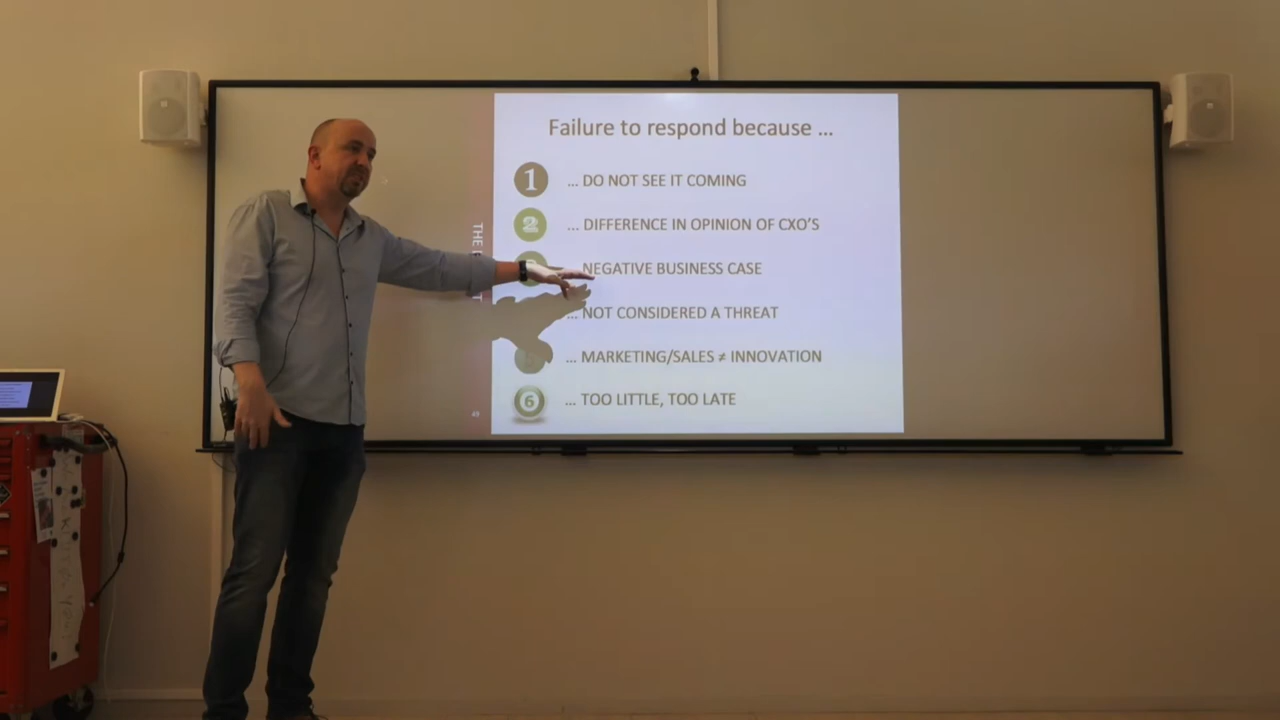 Failure to respond because ...
1 ... DO NOT SEE IT COMING
2 ... DIFFERENCE IN OPINION OF CXO'S
NEGATIVE BUSINESS CASE
... NOT CONSIDERED A THREAT
... MARKETING/SALES ≠ INNOVATION
6 ... TOO LITTLE, TOO LATE
THE